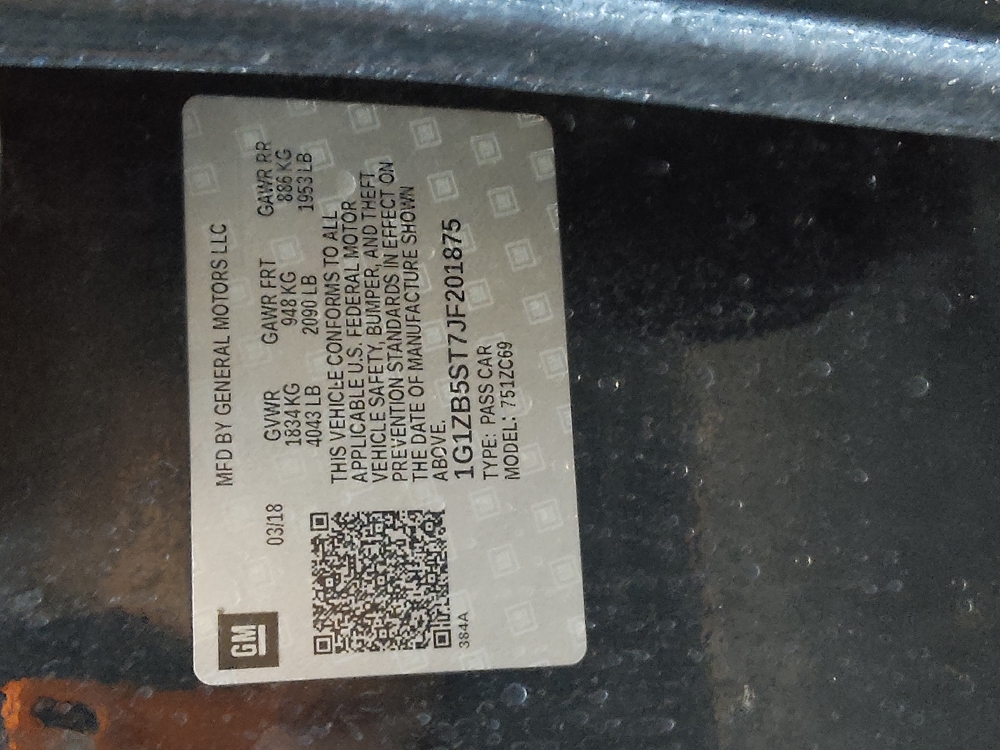 GM
03/18
MFD BY GENERAL MOTORS LLC
GVWR GAWR FRT GAWR RR
1834 KG 948 KG 886 KG
4043 LB 2090 LB 1953 LB
THIS VEHICLE CONFORMS TO ALL
APPLICABLE U.S. FEDERAL MOTOR
VEHICLE SAFETY, BUMPER, AND THEFT
PREVENTION STANDARDS IN EFFECT ON
THE DATE OF MANUFACTURE SHOWN
ABOVE.
1G1ZB5ST7JF201875
TYPE: PASS CAR
MODEL: 751ZC69
384A